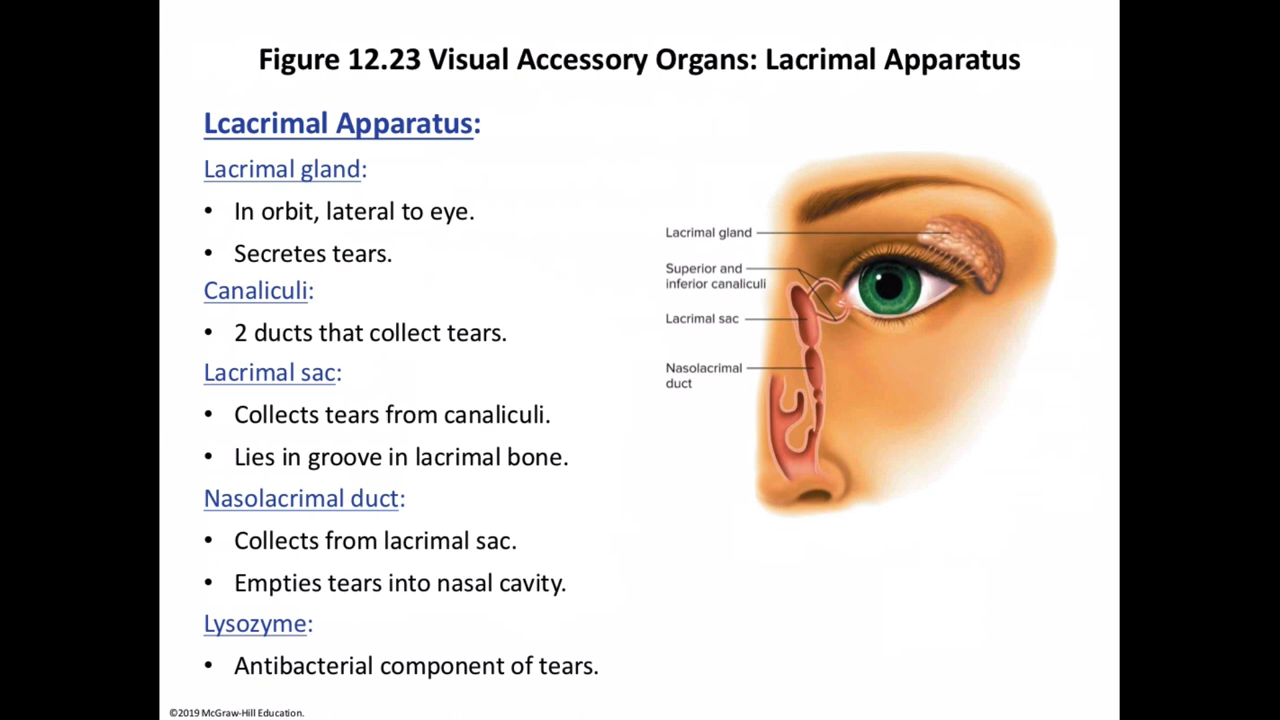 Figure 12.23 Visual Accessory Organs: Lacrimal Apparatus
Lcacrimal Apparatus:
Lacrimal gland:
• In orbit, lateral to eye.
• Secretes tears.
Canaliculi:
• 2 ducts that collect tears.
Lacrimal sac:
• Collects tears from canaliculi.
• Lies in groove in lacrimal bone.
Nasolacrimal duct:
• Collects from lacrimal sac.
• Empties tears into nasal cavity.
Lysozyme:
• Antibacterial component of tears.
Lacrimal gland
Superior and
inferior canaliculi
Lacrimal sac
Nasolacrimal
duct
©2019 McGraw-Hill Education.